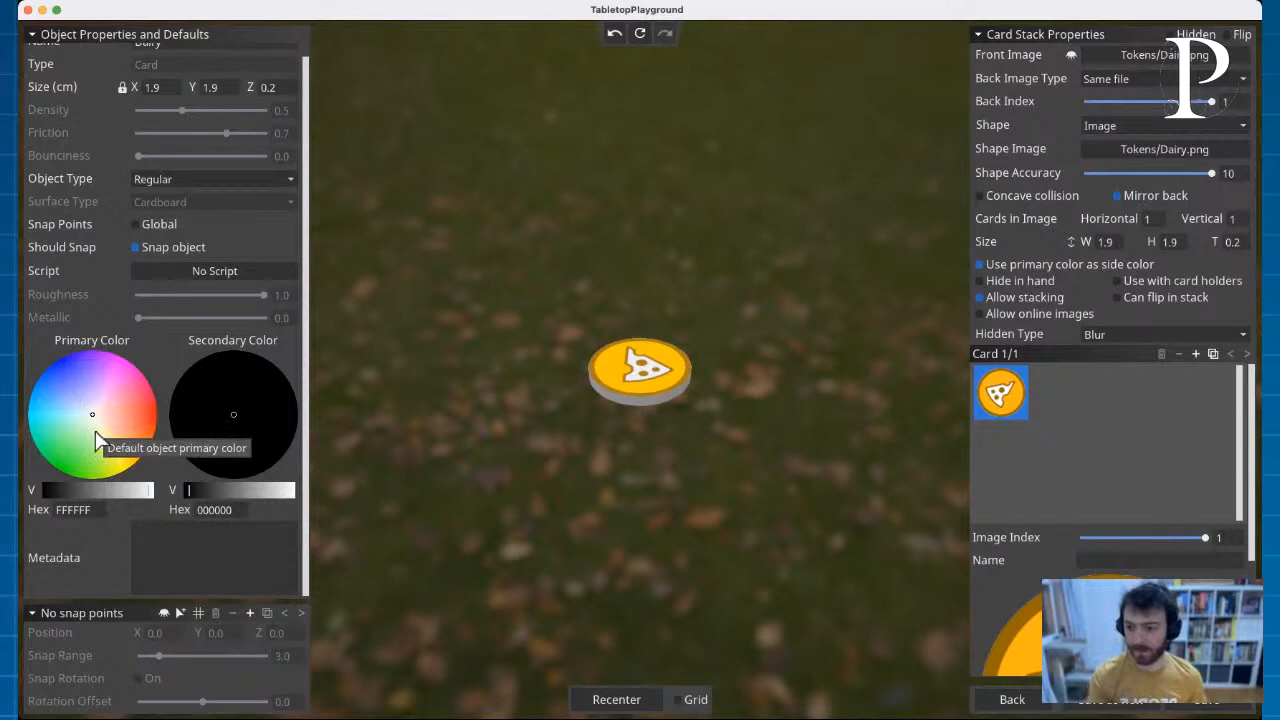 TabletopPlayground
Object Properties and Defaults
Name Dairy
Type Card
Size (cm) X 1.9 Y 1.9 Z 0.2
Density 0.5
Friction 0.7
Bounciness 0.0
Object Type Regular
Surface Type Cardboard
Snap Points Global
Should Snap Snap object
Script No Script
Roughness 1.0
Metallic 0.0
Primary Color Secondary Color
Default object primary color
V V
Hex FFFFFF Hex 000000
Metadata
No snap points
Position X 0.0 Y 0.0 Z 0.0
Snap Range 3.0
Snap Rotation On
Rotation Offset 0.0
Recenter Grid
Card Stack Properties Hidden Flip
Front Image Tokens/Dairy.png
Back Image Type Same file
Back Index 1
Shape Image
Shape Image Tokens/Dairy.png
Shape Accuracy 10
Concave collision Mirror back
Cards in Image Horizontal 1 Vertical 1
Size W 1.9 H 1.9 T 0.2
Use primary color as side color
Hide in hand Use with card holders
Allow stacking Can flip in stack
Allow online images
Hidden Type Blur
Card 1/1
Image Index 1
Name
Back
P